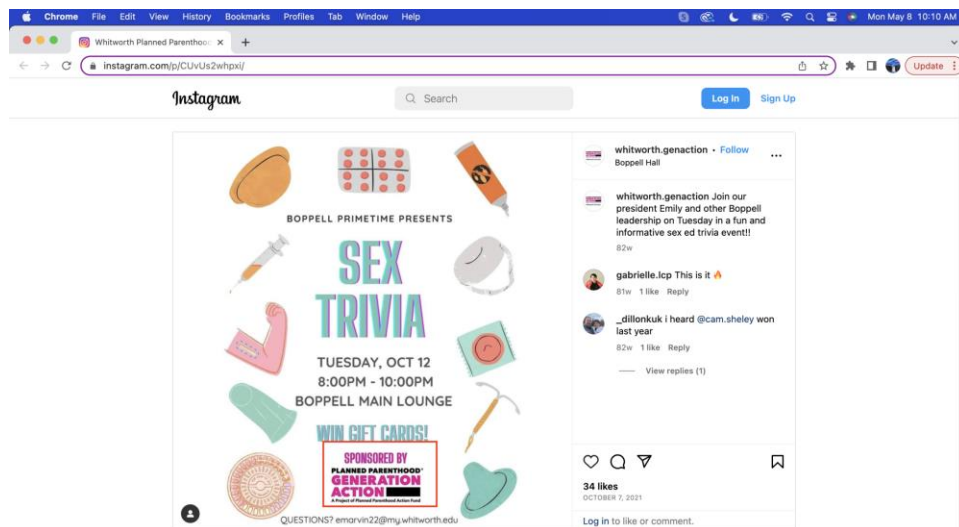 Chrome File Edit View History Bookmarks Profiles Tab Window Help
Mon May 8 10:10 AM
Whitworth Planned Parenthoo
instagram.com/p/CUvUs2whpxi/
Update
Instagram
Search
Log In
Sign Up
BOPPELL PRIMETIME PRESENTS
SEX
TRIVIA
TUESDAY, OCT 12
8:00PM - 10:00PM
BOPPELL MAIN LOUNGE
WIN GIFT CARDS!
SPONSORED BY
PLANNED PARENTHOOD®
GENERATION
ACTION
A Project of Planned Parenthood Action Fund
QUESTIONS? emarvin22@my.whitworth.edu
whitworth.genaction • Follow
Boppell Hall
whitworth.genaction Join our
president Emily and other Boppell
leadership on Tuesday in a fun and
informative sex ed trivia event!!
82w
gabrielle.lcp This is it 🔥
81w 1 like Reply
_dillonkuk i heard @cam.sheley won
last year
82w 1 like Reply
View replies (1)
34 likes
OCTOBER 7, 2021
Log in to like or comment.